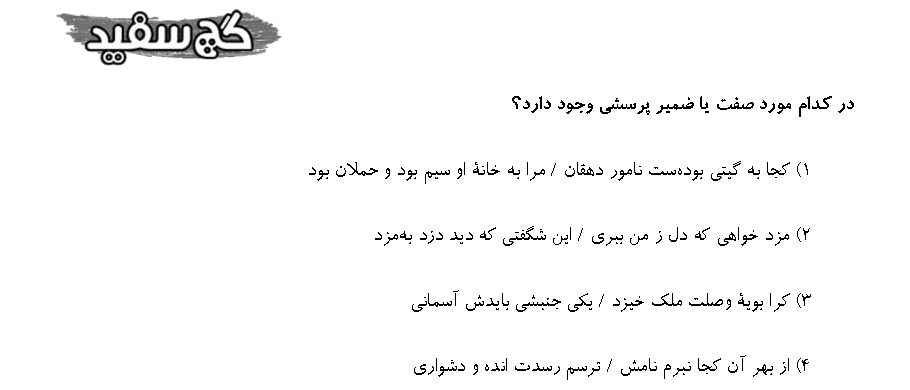 گچ سفید
در کدام مورد صفت یا ضمیر پرسشی وجود دارد؟
۱) کجا به گیتی بوده‌ست نامور دهقان / مرا به خانۀ او سیم بود و حملان بود
۲) مزد خواهی که دل ز من ببری / این شگفتی که دید دزد به‌مزد
۳) کرا بویۀ وصلت ملک خیزد / یکی جنبشی بایدش آسمانی
۴) از بهر آن کجا نبرم نامش / ترسم رسدت انده و دشواری